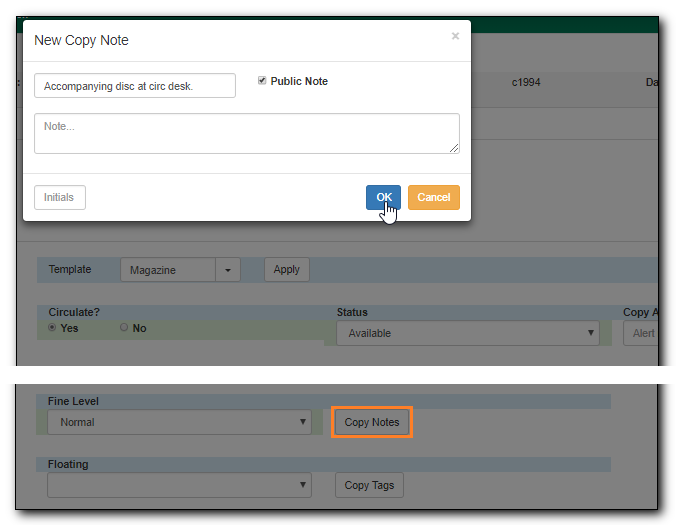 New Copy Note ×
Accompanying disc at circ desk. Public Note
Note...
Initials OK Cancel
: c1994 Da
Template Magazine Apply
Circulate? Status Copy A
Yes No Available Alert
Fine Level
Normal Copy Notes
Floating
Copy Tags